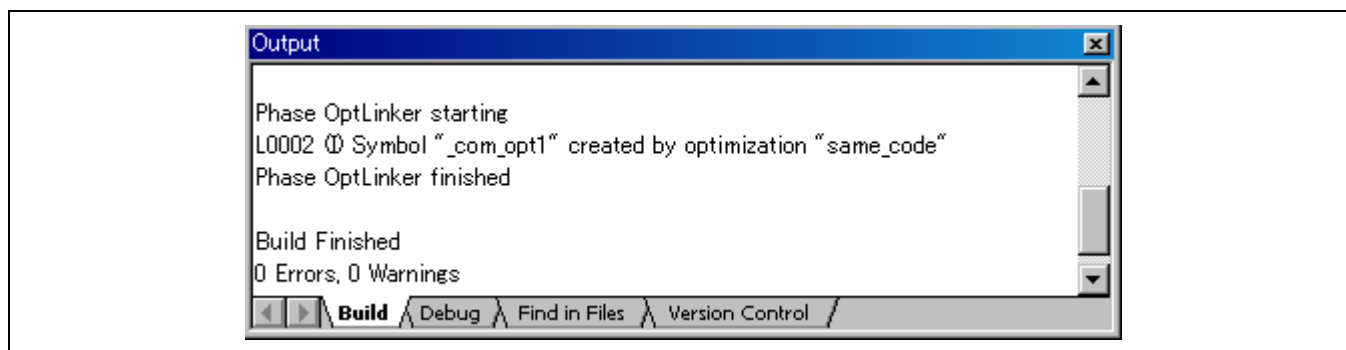 Output
Phase OptLinker starting
L0002 (I) Symbol "_com_opt1" created by optimization "same_code"
Phase OptLinker finished
Build Finished
0 Errors, 0 Warnings
Build Debug Find in Files Version Control